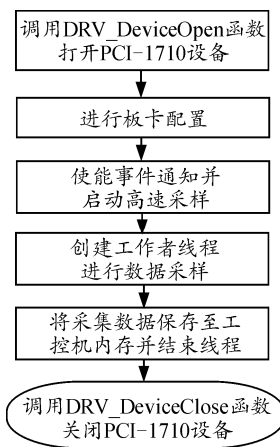 调用DRV_DeviceOpen函数
打开PCI-1710设备
进行板卡配置
使能事件通知并
启动高速采样
创建工作者线程
进行数据采样
将采集数据保存至工
控机内存并结束线程
调用DRV_DeviceClose函数
关闭PCI-1710设备